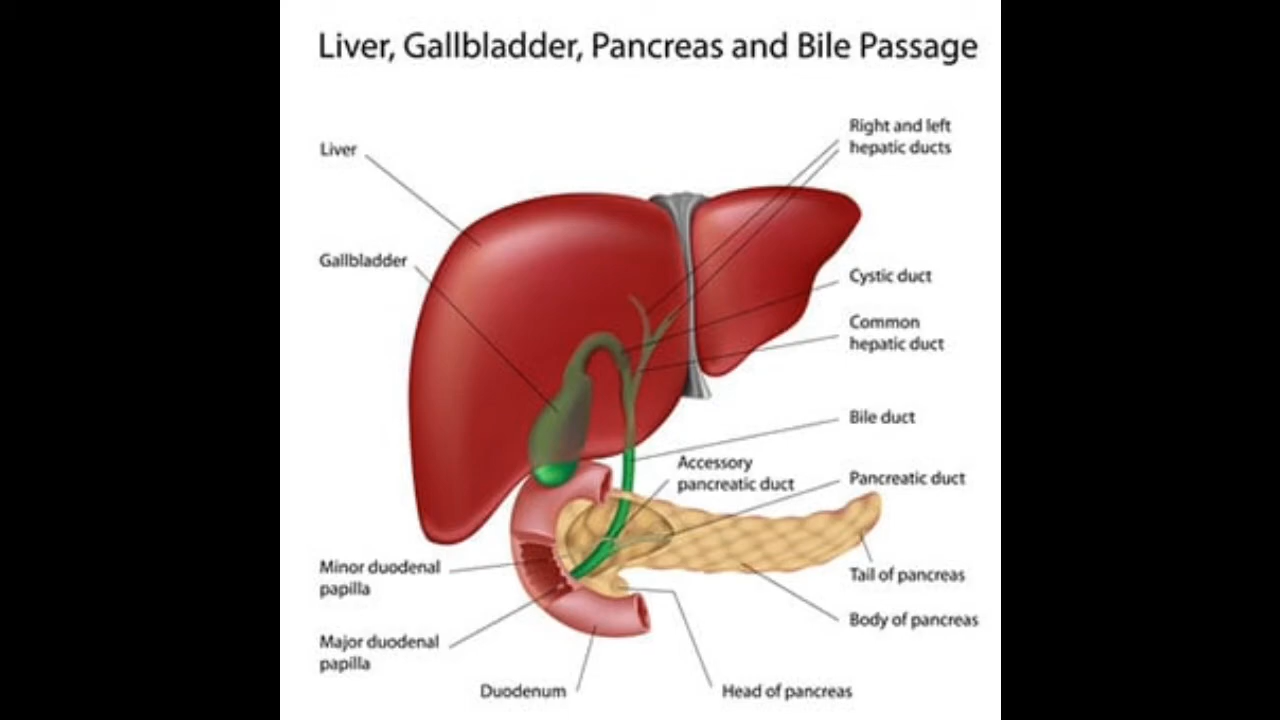 Liver, Gallbladder, Pancreas and Bile Passage
Right and left
hepatic ducts
Liver
Gallbladder
Cystic duct
Common
hepatic duct
Bile duct
Accessory
pancreatic duct
Pancreatic duct
Minor duodenal
papilla
Tail of pancreas
Body of pancreas
Major duodenal
papilla
Duodenum
Head of pancreas